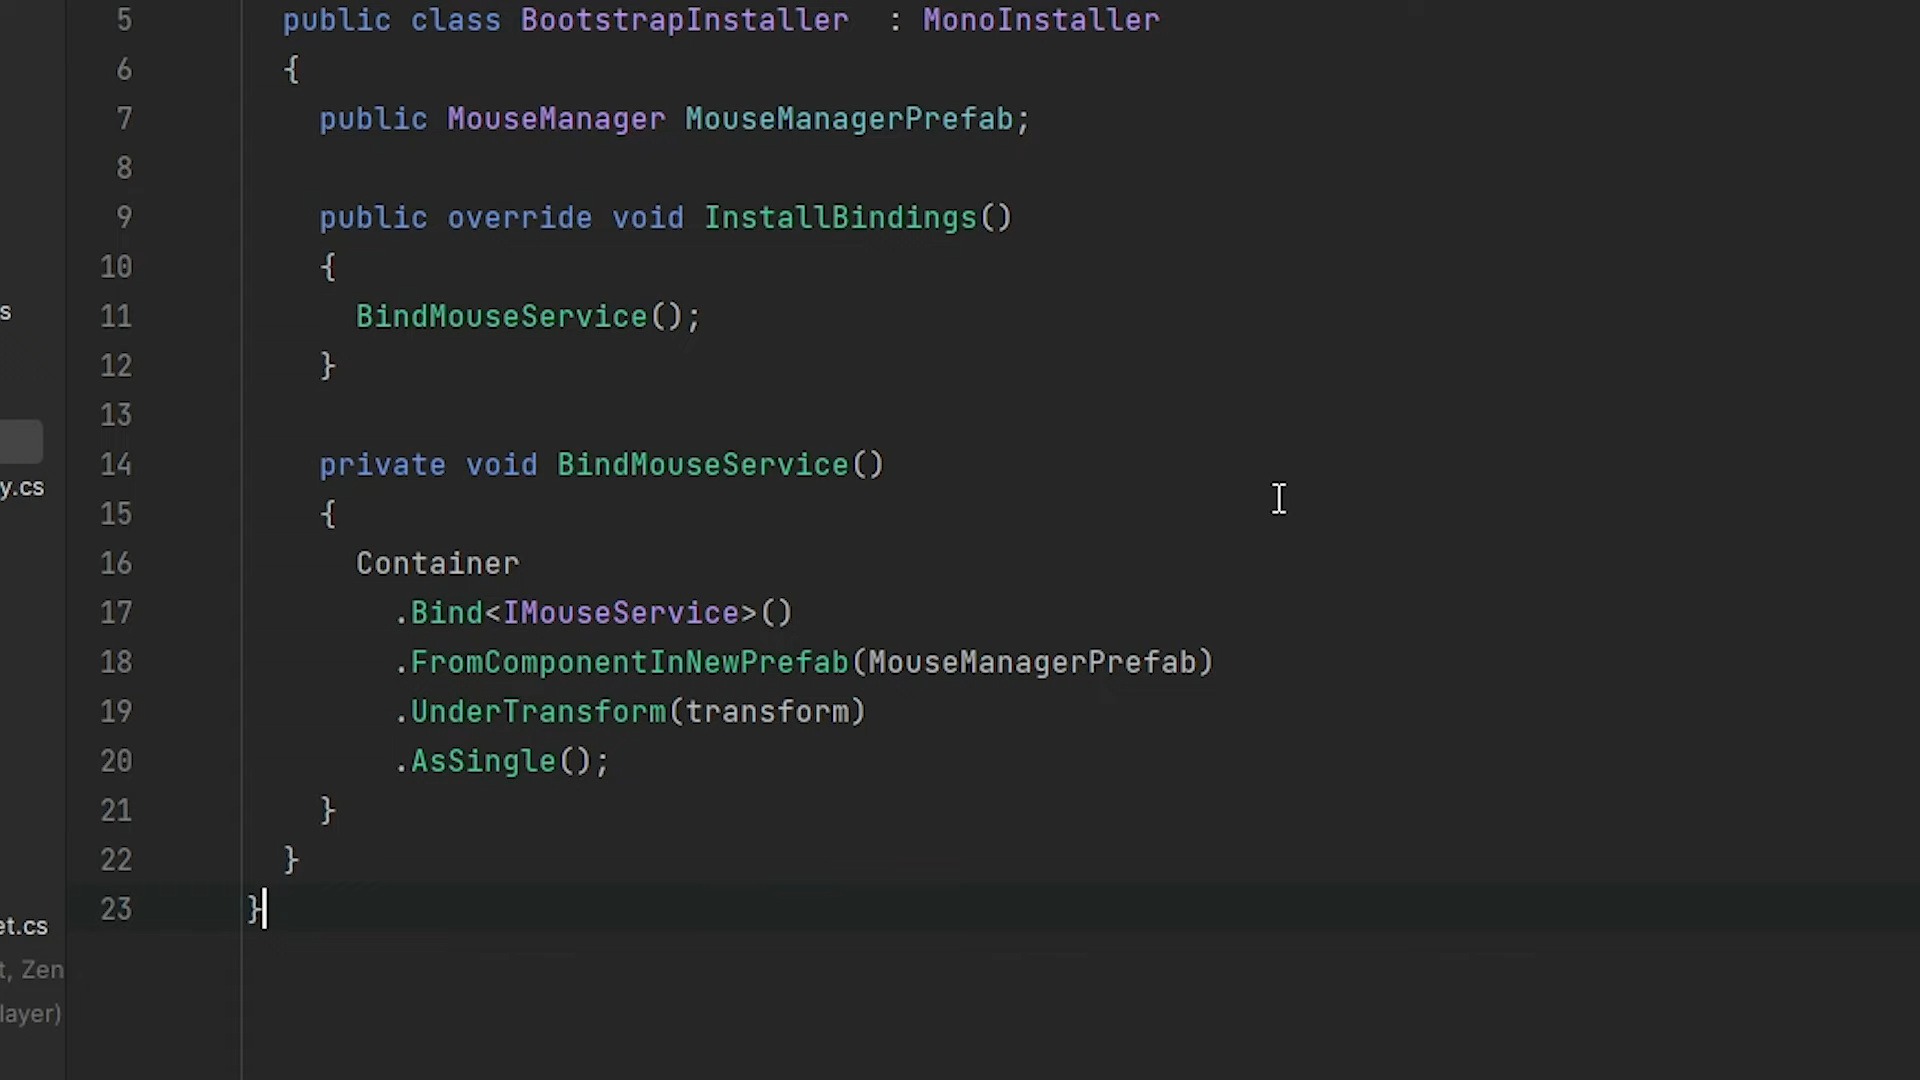 5 public class BootstrapInstaller : MonoInstaller
6 {
7 public MouseManager MouseManagerPrefab;
8
9 public override void InstallBindings()
10 {
s 11 BindMouseService();
12 }
13
14 private void BindMouseService()
y.cs 15 {
16 Container
17 .Bind<IMouseService>()
18 .FromComponentInNewPrefab(MouseManagerPrefab)
19 .UnderTransform(transform)
20 .AsSingle();
21 }
22 }
23 }
et.cs
t, Zen
layer)